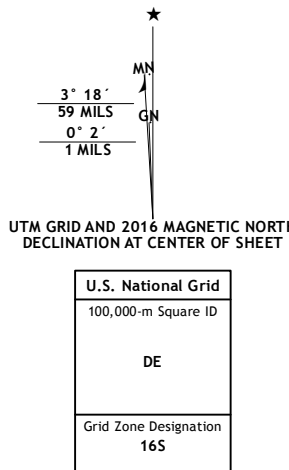 ★
MN
3° 18´
59 MILS
GN
0° 2´
1 MILS
UTM GRID AND 2016 MAGNETIC NORTH
DECLINATION AT CENTER OF SHEET
U.S. National Grid
100,000-m Square ID
DE
Grid Zone Designation
16S